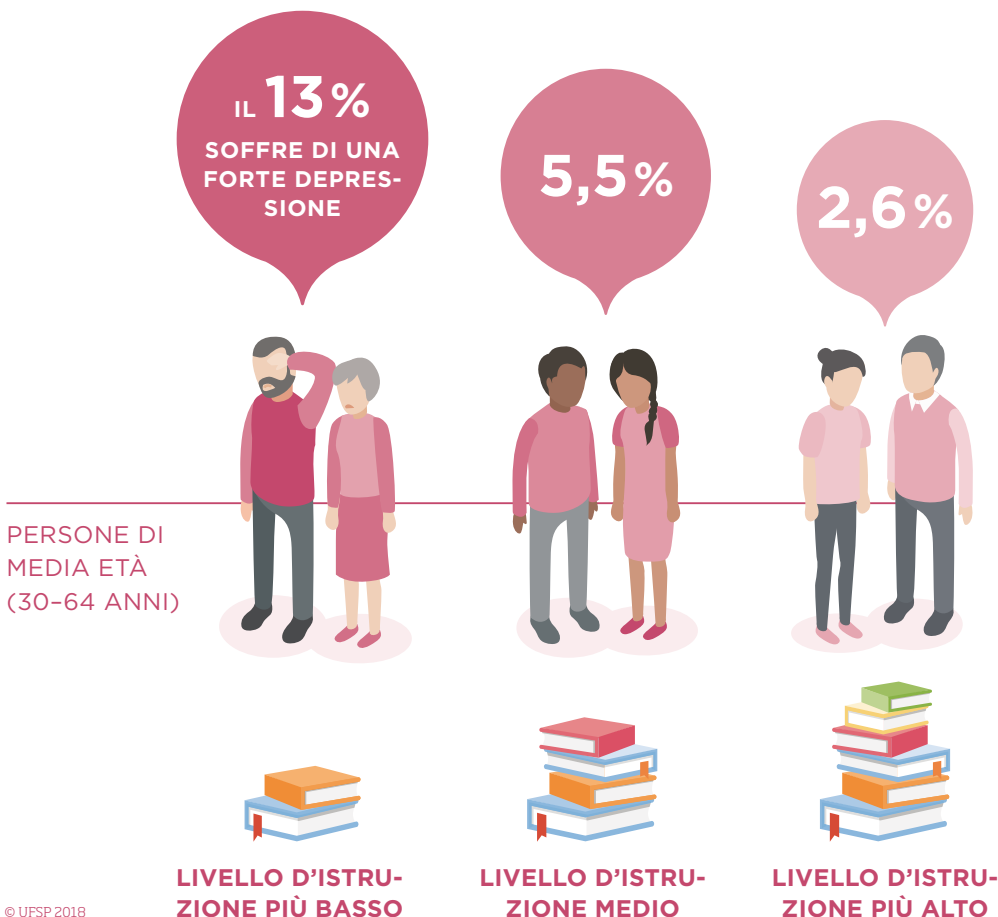 IL 13 %
SOFFRE DI UNA
FORTE DEPRES-
SIONE
5,5 %
2,6 %
PERSONE DI
MEDIA ETÀ
(30–64 ANNI)
LIVELLO D'ISTRU-
ZIONE PIÙ BASSO
LIVELLO D'ISTRU-
ZIONE MEDIO
LIVELLO D'ISTRU-
ZIONE PIÙ ALTO
© UFSP 2018